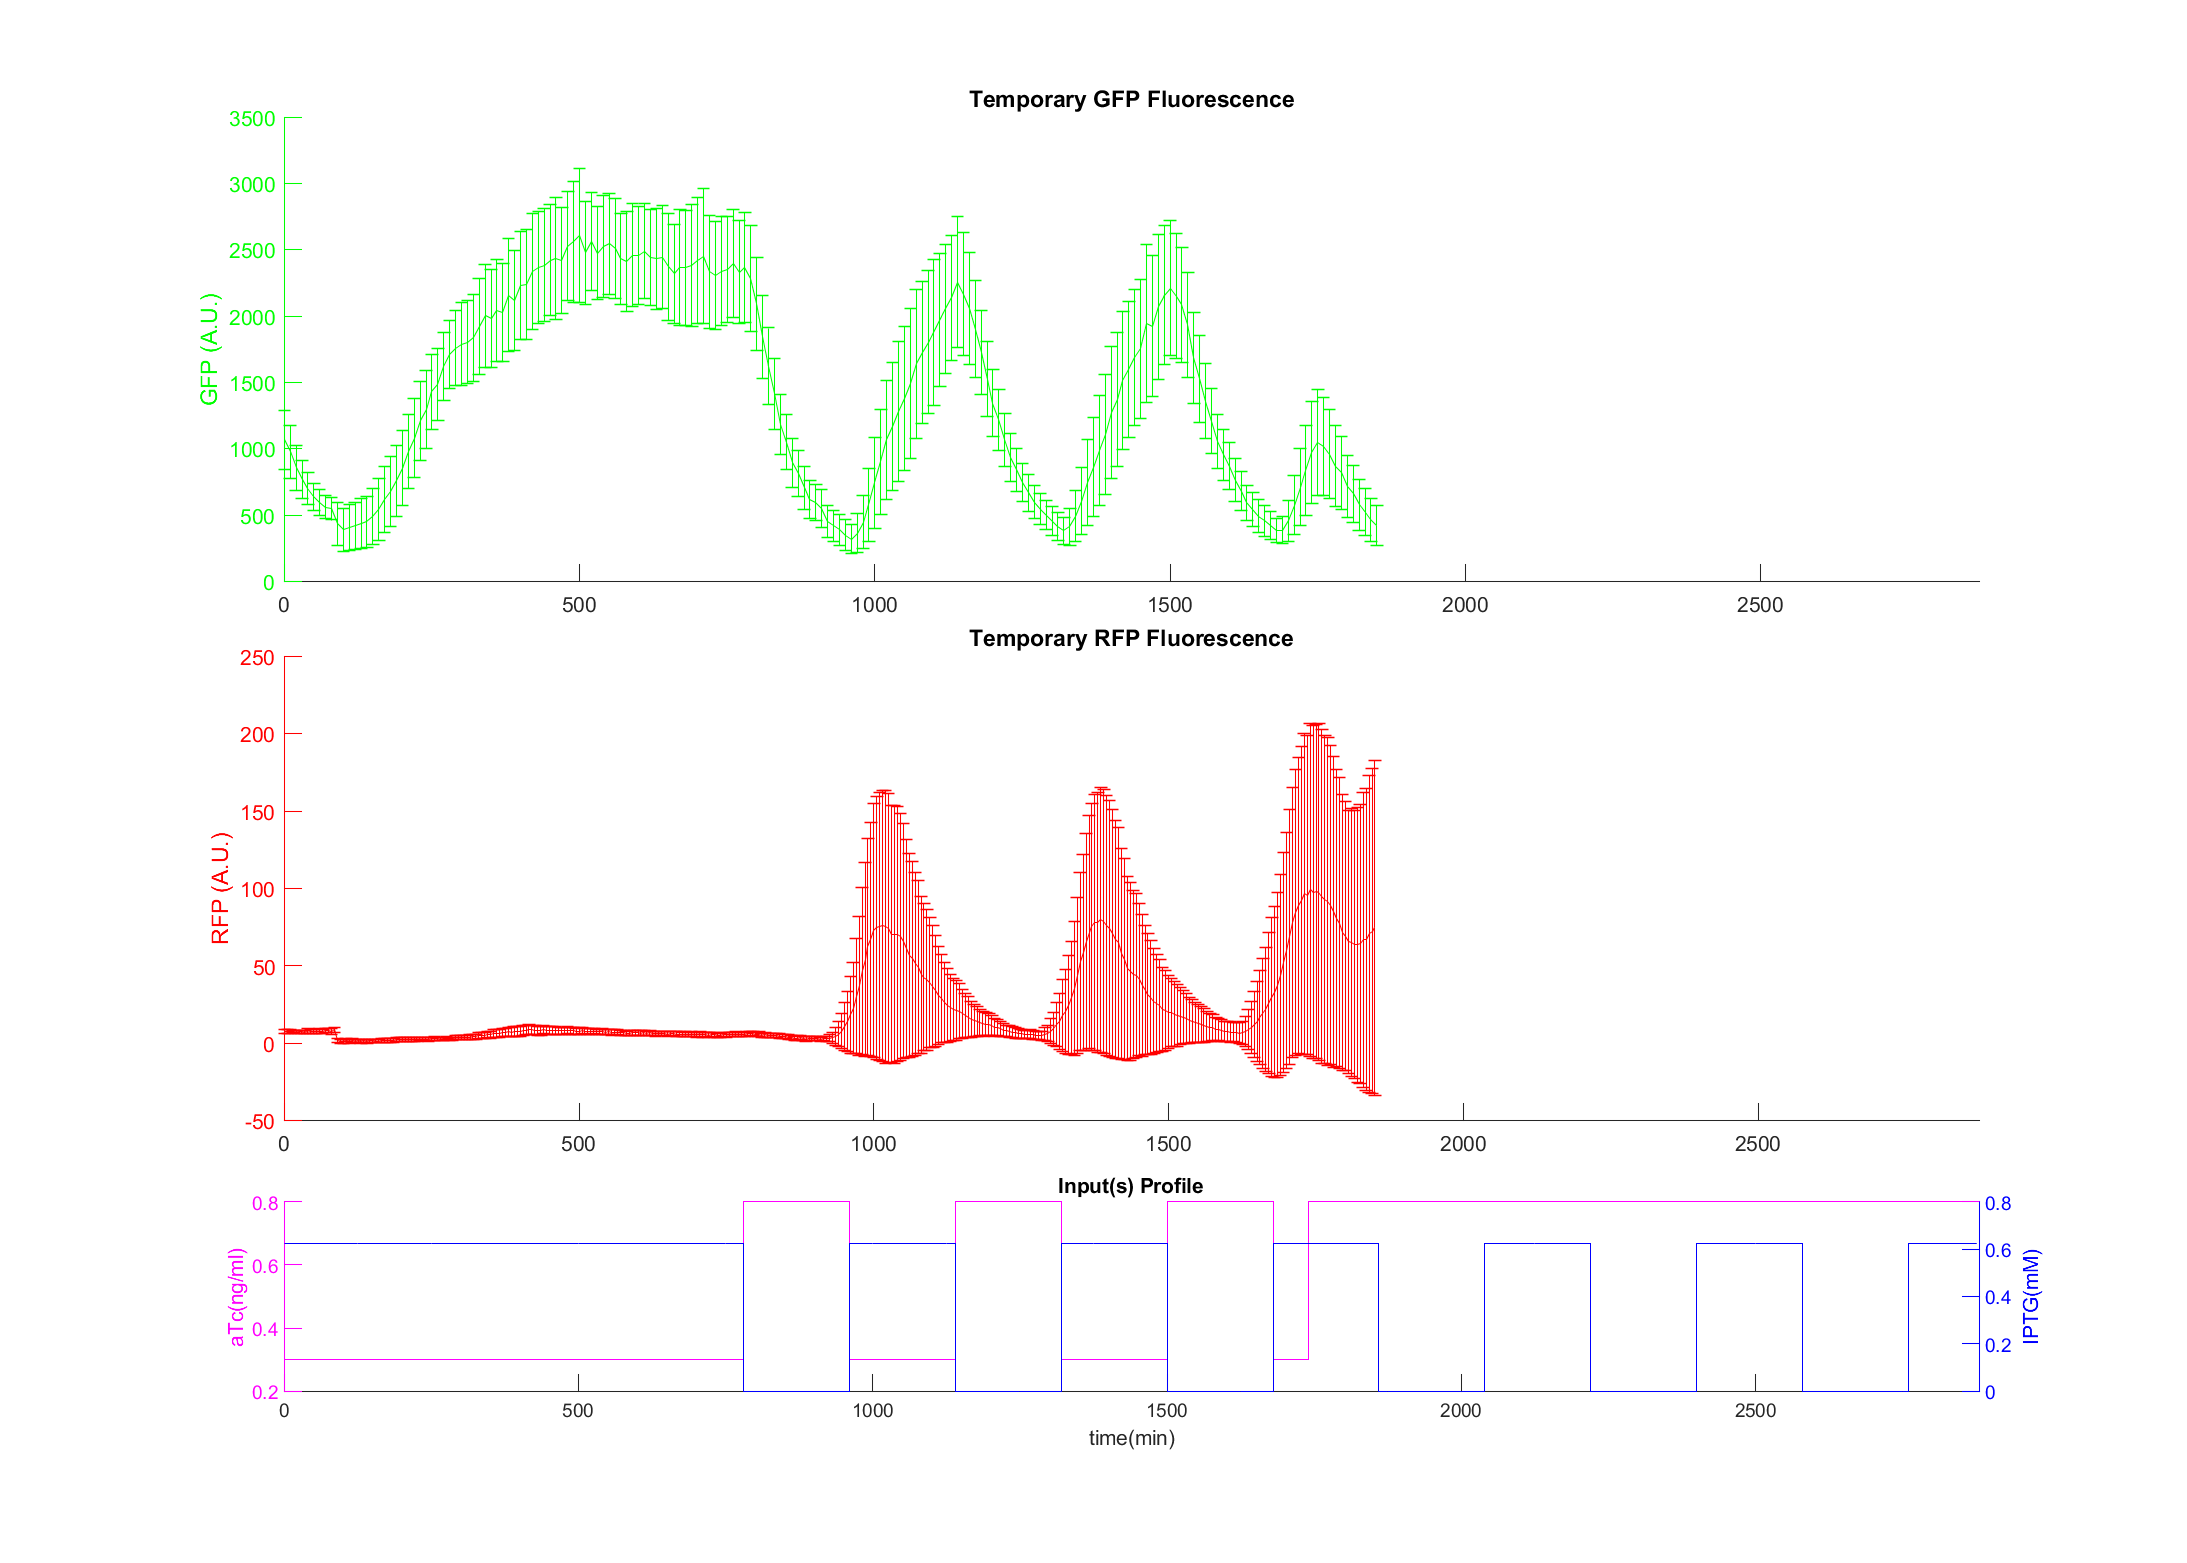 Temporary GFP Fluorescence
3500
3000
2500
2000
1500
1000
500
0
GFP (A.U.)
0 500 1000 1500 2000 2500
Temporary RFP Fluorescence
250
200
150
100
50
0
-50
RFP (A.U.)
0 500 1000 1500 2000 2500
Input(s) Profile
0.8
0.6
0.4
0.2
aTc(ng/ml)
0.8
0.6
0.4
0.2
0
IPTG(mM)
0 500 1000 1500 2000 2500
time(min)